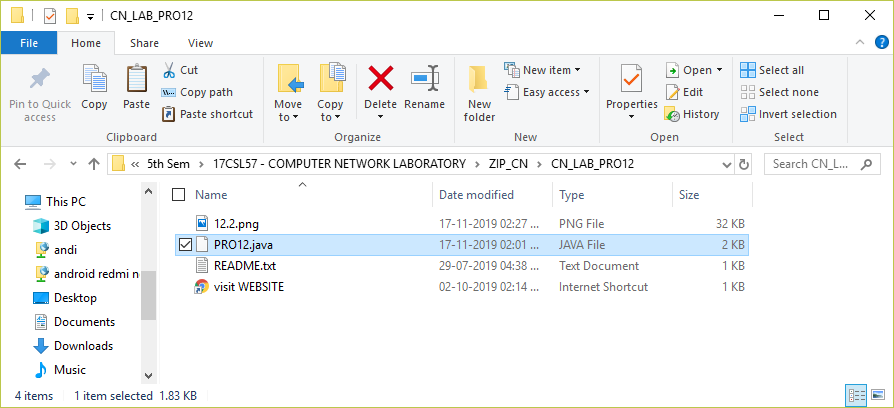 CN_LAB_PRO12
File Home Share View
Pin to Quick access
Copy
Paste
Cut
Copy path
Paste shortcut
Clipboard
Move to
Copy to
Delete
Rename
Organize
New folder
New item
Easy access
New
Properties
Open
Edit
History
Open
Select all
Select none
Invert selection
Select
« 5th Sem > 17CSL57 - COMPUTER NETWORK LABORATORY > ZIP_CN > CN_LAB_PRO12
Search CN_L...
This PC
3D Objects
andi
android redmi n
Desktop
Documents
Downloads
Music
Name Date modified Type Size
12.2.png 17-11-2019 02:27 ... PNG File 32 KB
PRO12.java 17-11-2019 02:01 ... JAVA File 2 KB
README.txt 29-07-2019 04:38 ... Text Document 1 KB
visit WEBSITE 02-10-2019 02:14 ... Internet Shortcut 1 KB
4 items 1 item selected 1.83 KB